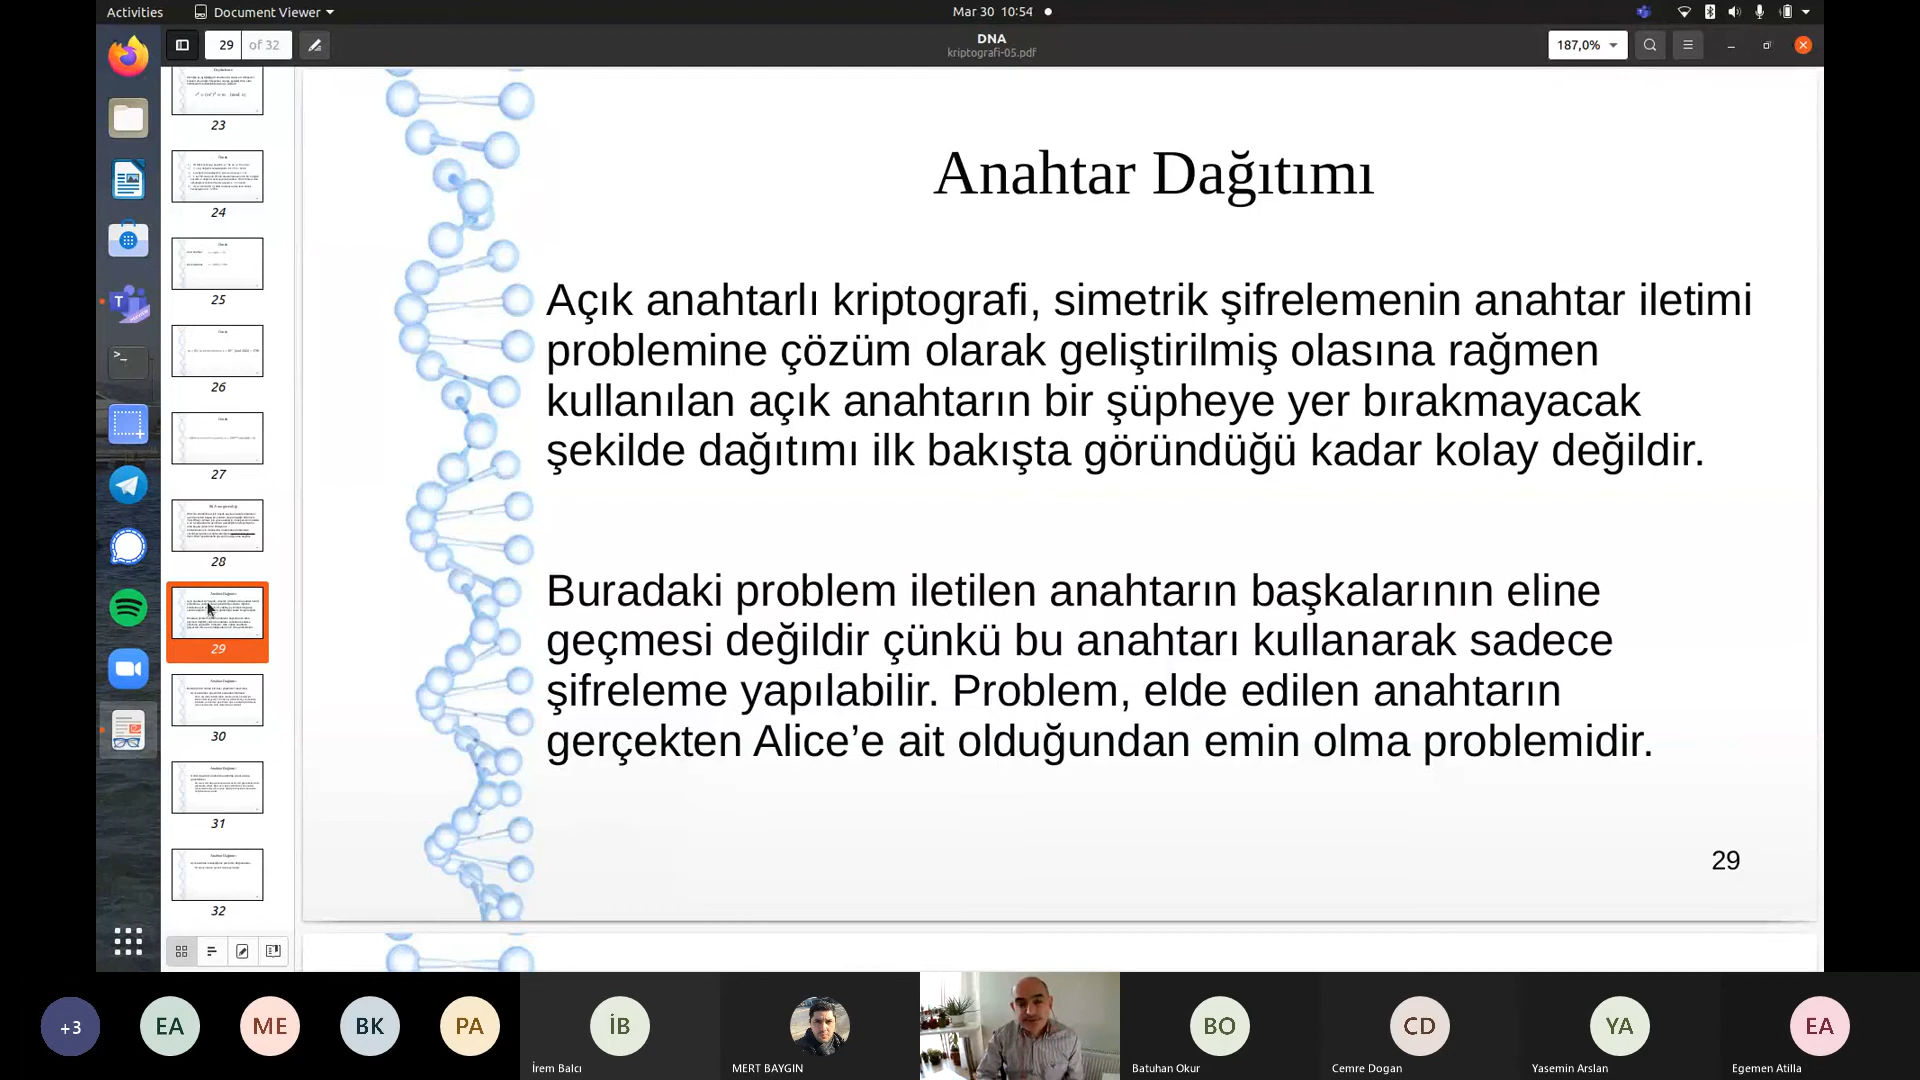 Activities
Document Viewer
Mar 30 10:54
29
of 32
DNA
kriptografi-05.pdf
187,0%
23
24
25
26
27
28
29
30
31
32
Anahtar Dağıtımı
Açık anahtarlı kriptografi, simetrik şifrelemenin anahtar iletimi
problemine çözüm olarak geliştirilmiş olasına rağmen
kullanılan açık anahtarın bir şüpheye yer bırakmayacak
şekilde dağıtımı ilk bakışta göründüğü kadar kolay değildir.
Buradaki problem iletilen anahtarın başkalarının eline
geçmesi değildir çünkü bu anahtarı kullanarak sadece
şifreleme yapılabilir. Problem, elde edilen anahtarın
gerçekten Alice’e ait olduğundan emin olma problemidir.
29
+3
EA
ME
BK
PA
İB
BO
CD
YA
EA
İrem Balcı
MERT BAYGIN
Batuhan Okur
Cemre Dogan
Yasemin Arslan
Egemen Atilla